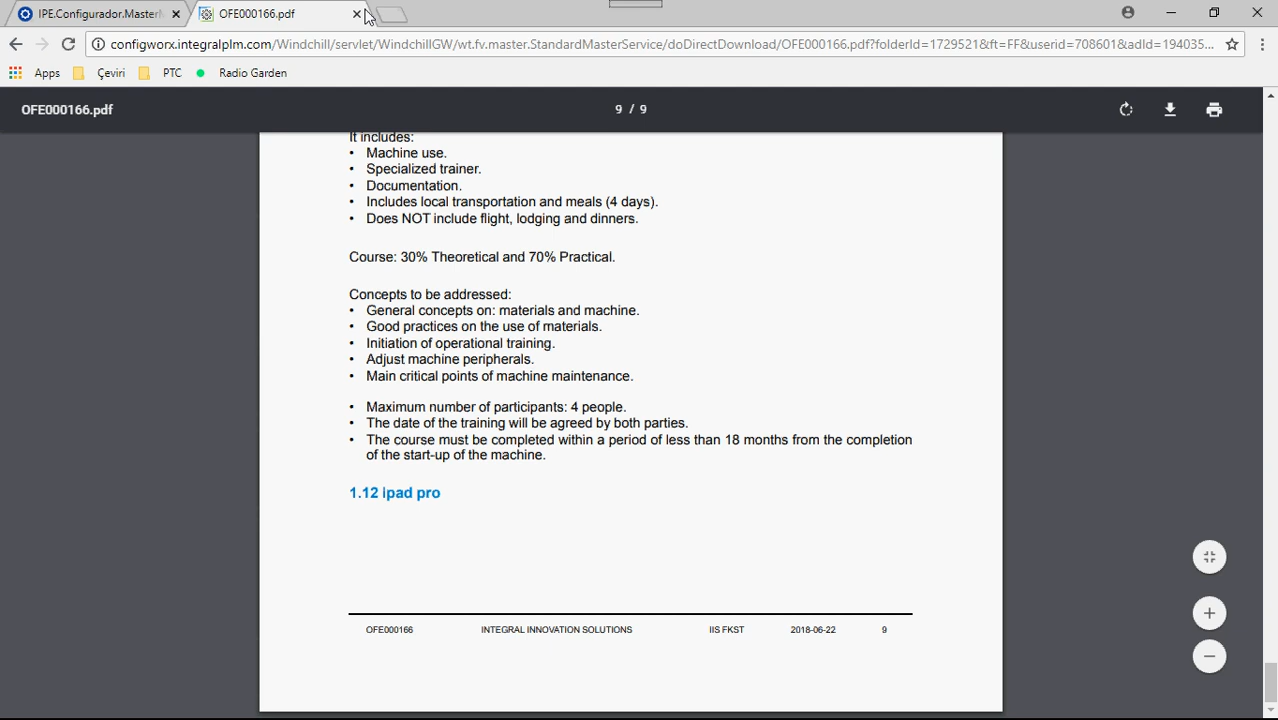 IPE.Configurador.Master
OFE000166.pdf
configworx.integralplm.com/Windchill/servlet/WindchillGW/wt.fv.master.StandardMasterService/doDirectDownload/OFE000166.pdf?folderId=1729521&ft=FF&userid=708601&adId=194035...
Apps Çeviri PTC Radio Garden
OFE000166.pdf 9 / 9
It includes:
• Machine use.
• Specialized trainer.
• Documentation.
• Includes local transportation and meals (4 days).
• Does NOT include flight, lodging and dinners.
Course: 30% Theoretical and 70% Practical.
Concepts to be addressed:
• General concepts on: materials and machine.
• Good practices on the use of materials.
• Initiation of operational training.
• Adjust machine peripherals.
• Main critical points of machine maintenance.
• Maximum number of participants: 4 people.
• The date of the training will be agreed by both parties.
• The course must be completed within a period of less than 18 months from the completion
of the start-up of the machine.
1.12 Ipad pro
OFE000166 INTEGRAL INNOVATION SOLUTIONS IIS FKST 2018-06-22 9